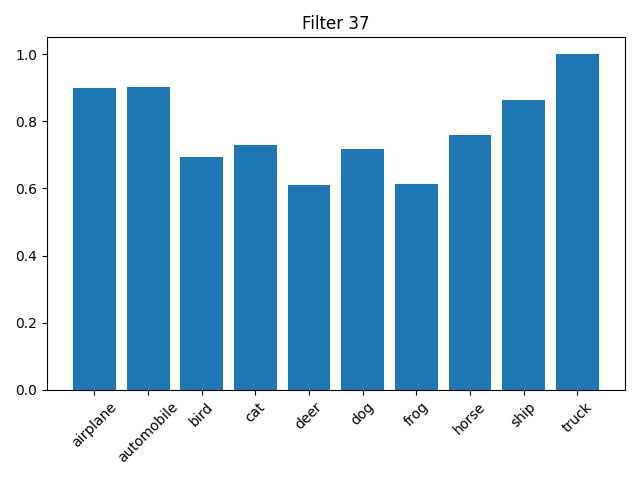 Filter 37
1.0
0.8
0.6
0.4
0.2
0.0
airplane
automobile
bird
cat
deer
dog
frog
horse
ship
truck